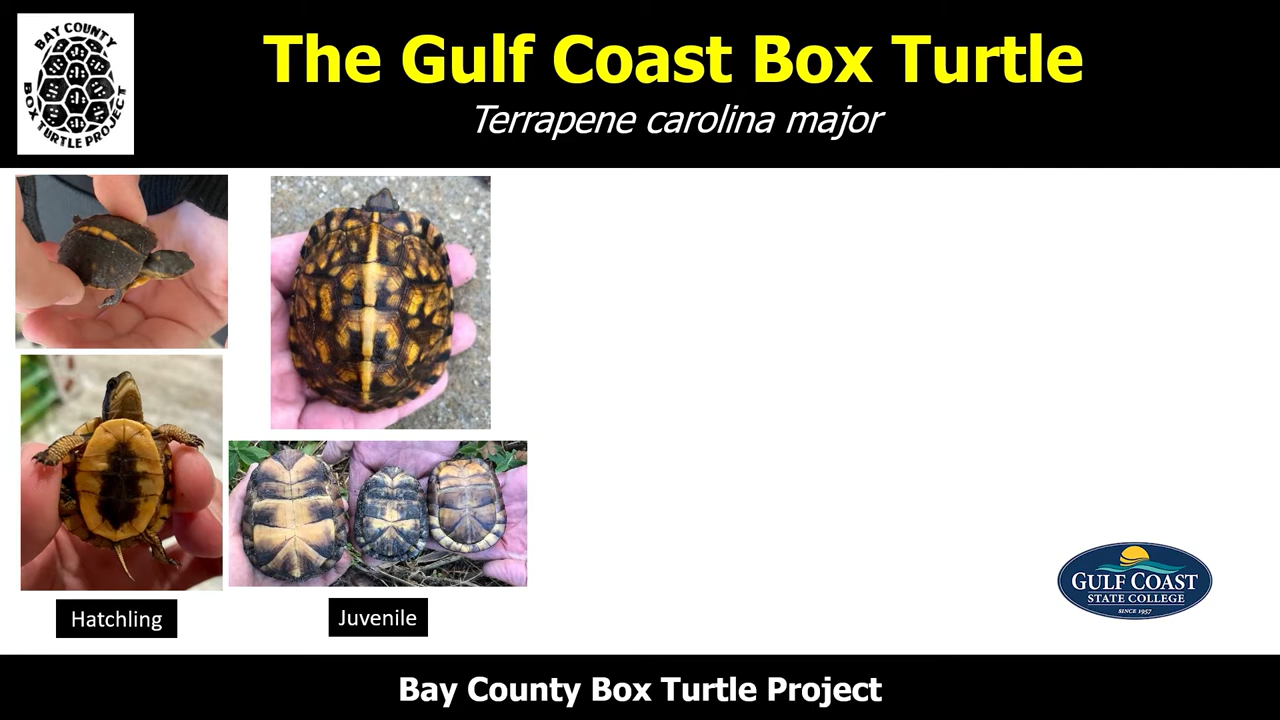 BAY COUNTY
BOX TURTLE PROJECT
The Gulf Coast Box Turtle
Terrapene carolina major
Hatchling
Juvenile
GULF COAST
STATE COLLEGE
SINCE 1957
Bay County Box Turtle Project